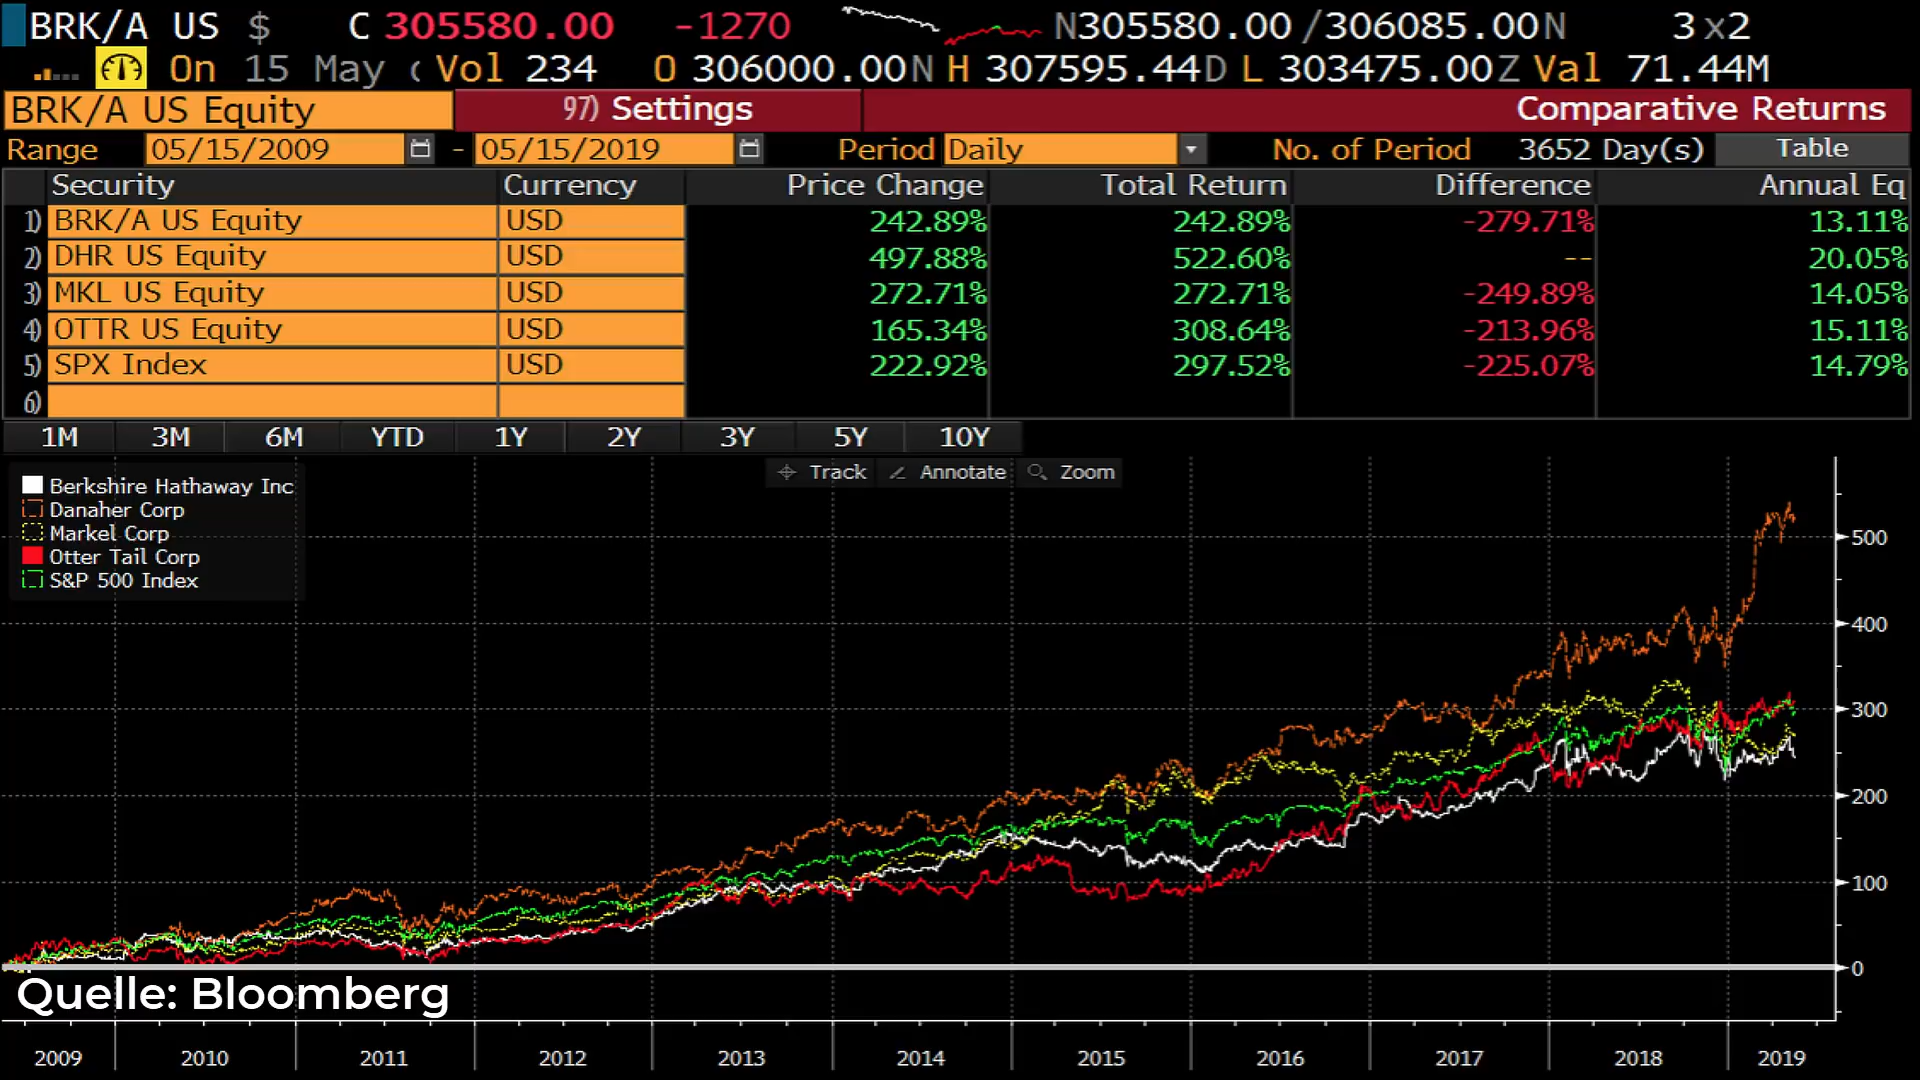 BRK/A US $ C 305580.00 -1270 N305580.00 /306085.00N 3x2
On 15 May Vol 234 O 306000.00N H 307595.44D L 303475.00Z Val 71.44M
BRK/A US Equity 97) Settings Comparative Returns
Range 05/15/2009 - 05/15/2019 Period Daily No. of Period 3652 Day(s) Table
Security Currency Price Change Total Return Difference Annual Eq
1) BRK/A US Equity USD 242.89% 242.89% -279.71% 13.11%
2) DHR US Equity USD 497.88% 522.60% -- 20.05%
3) MKL US Equity USD 272.71% 272.71% -249.89% 14.05%
4) OTTR US Equity USD 165.34% 308.64% -213.96% 15.11%
5) SPX Index USD 222.92% 297.52% -225.07% 14.79%
6)
1M 3M 6M YTD 1Y 2Y 3Y 5Y 10Y
Track Annotate Zoom
Berkshire Hathaway Inc
Danaher Corp
Markel Corp
Otter Tail Corp
S&P 500 Index
500
400
300
200
100
0
Quelle: Bloomberg
2009 2010 2011 2012 2013 2014 2015 2016 2017 2018 2019